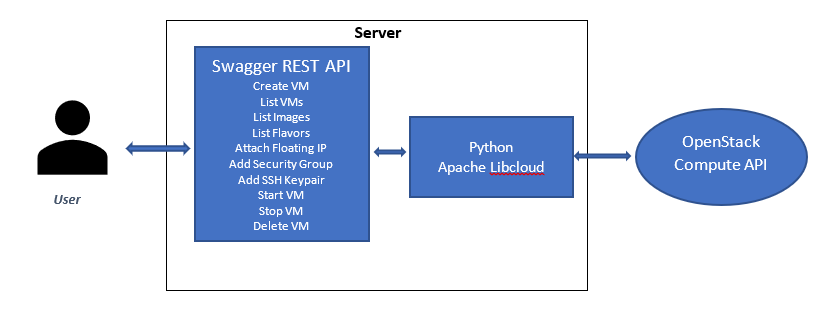 Server
Swagger REST API
Create VM
List VMs
List Images
List Flavors
Attach Floating IP
Add Security Group
Add SSH Keypair
Start VM
Stop VM
Delete VM
User
Python
Apache Libcloud
OpenStack
Compute API